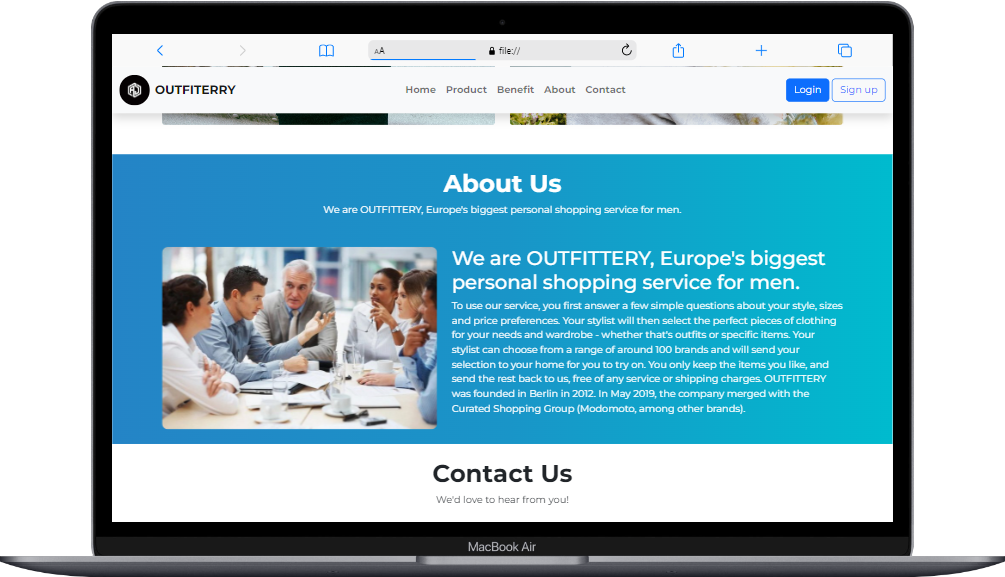 AA file://
OUTFITERRY Home Product Benefit About Contact Login Sign up
About Us
We are OUTFITTERY, Europe's biggest personal shopping service for men.
We are OUTFITTERY, Europe's biggest
personal shopping service for men.
To use our service, you first answer a few simple questions about your style, sizes
and price preferences. Your stylist will then select the perfect pieces of clothing
for your needs and wardrobe - whether that's outfits or specific items. Your
stylist can choose from a range of around 100 brands and will send your
selection to your home for you to try on. You only keep the items you like, and
send the rest back to us, free of any service or shipping charges. OUTFITTERY
was founded in Berlin in 2012. In May 2019, the company merged with the
Curated Shopping Group (Modomoto, among other brands).
Contact Us
We'd love to hear from you!
MacBook Air